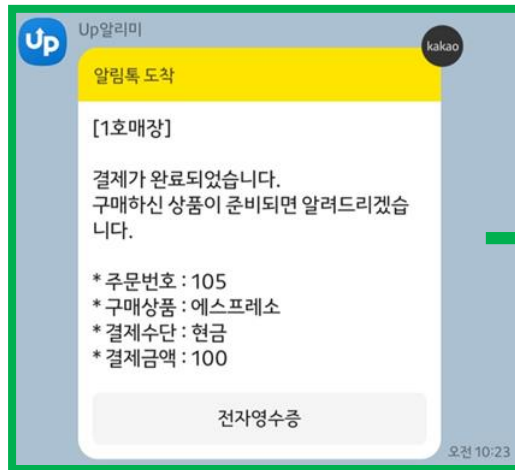 Up
Up알리미
kakao
알림톡 도착
[1호매장]
결제가 완료되었습니다.
구매하신 상품이 준비되면 알려드리겠습
니다.
* 주문번호 : 105
* 구매상품 : 에스프레소
* 결제수단 : 현금
* 결제금액 : 100
전자영수증
오전 10:23